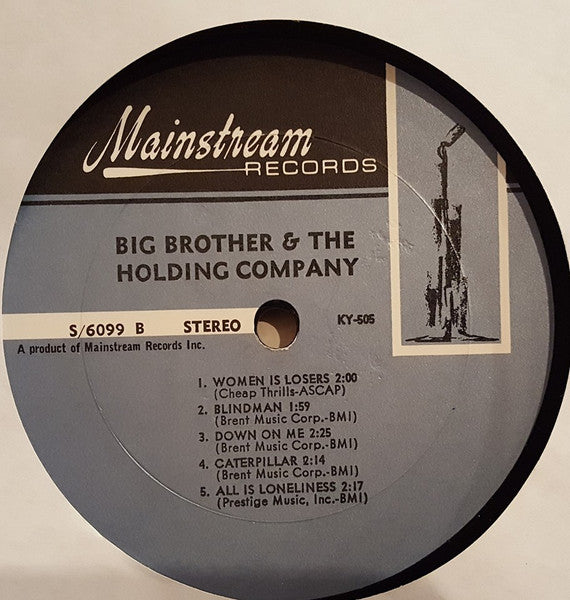 Mainstream
RECORDS
BIG BROTHER & THE
HOLDING COMPANY
S/6099 B STEREO KY-505
A product of Mainstream Records Inc.
1. WOMEN IS LOSERS 2:00
(Cheap Thrills-ASCAP)
2. BLINDMAN 1:59
(Brent Music Corp.-BMI)
3. DOWN ON ME 2:25
(Brent Music Corp.-BMI)
4. CATERPILLAR 2:14
(Brent Music Corp.-BMI)
5. ALL IS LONELINESS 2:17
(Prestige Music, Inc.-BMI)